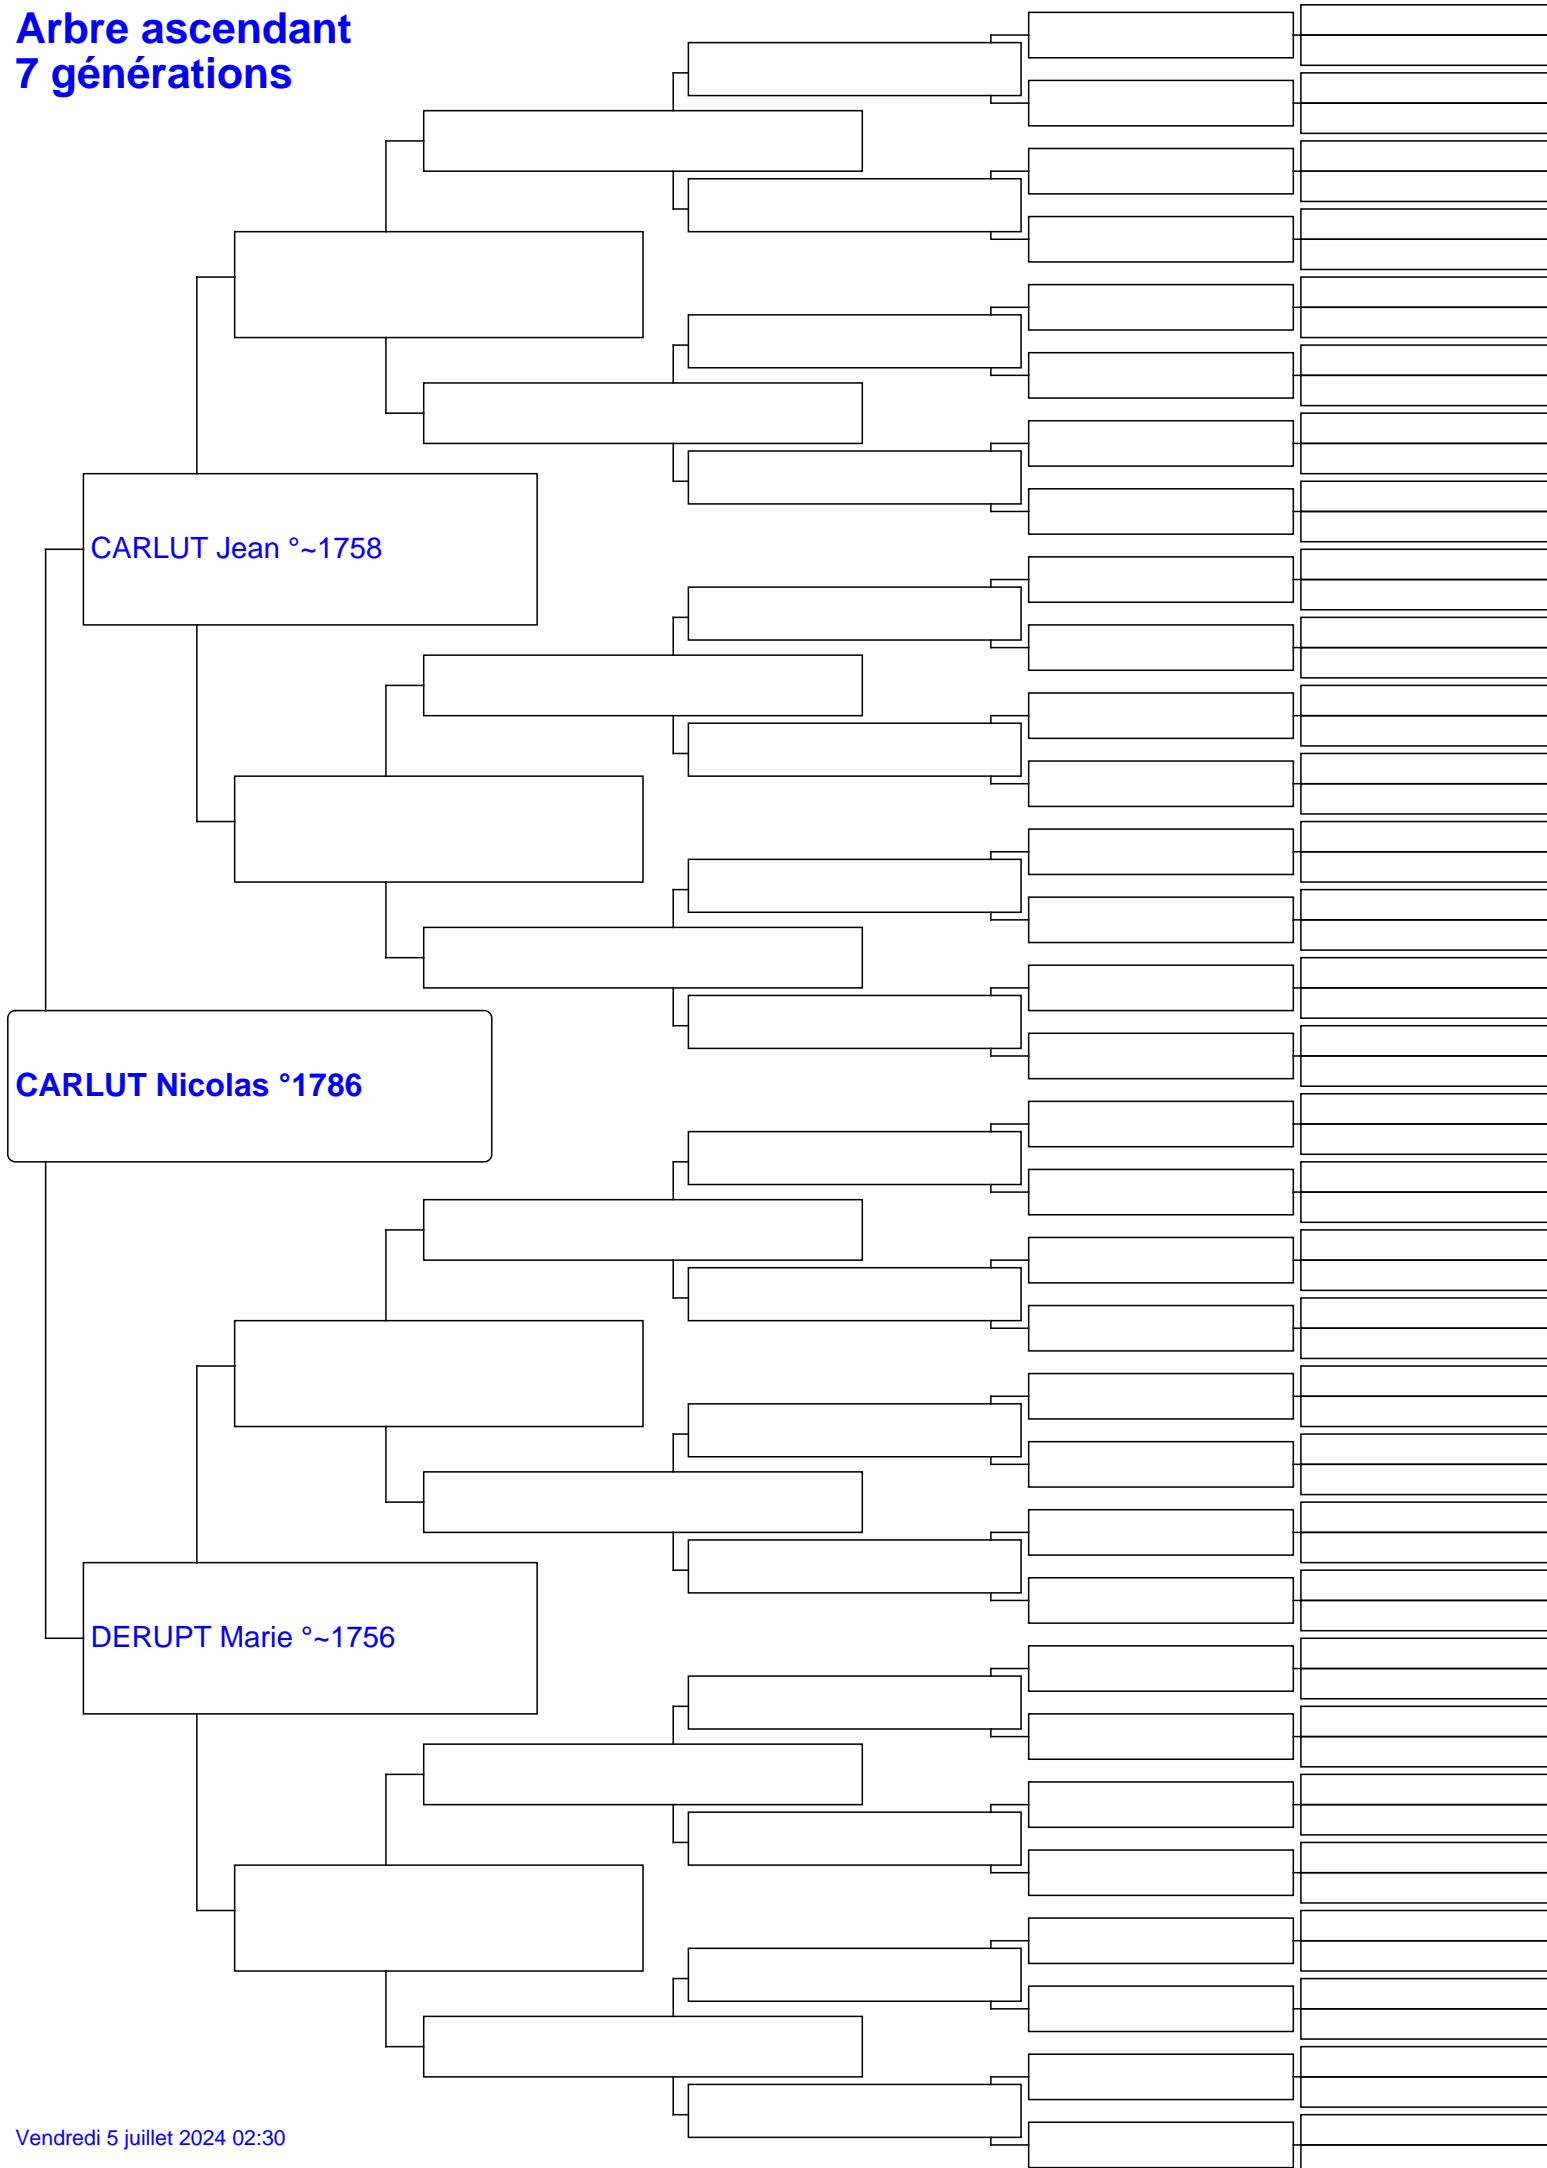 Arbre ascendant
7 générations
CARLUT Jean °~1758
CARLUT Nicolas °1786
DERUPT Marie °~1756
Vendredi 5 juillet 2024 02:30